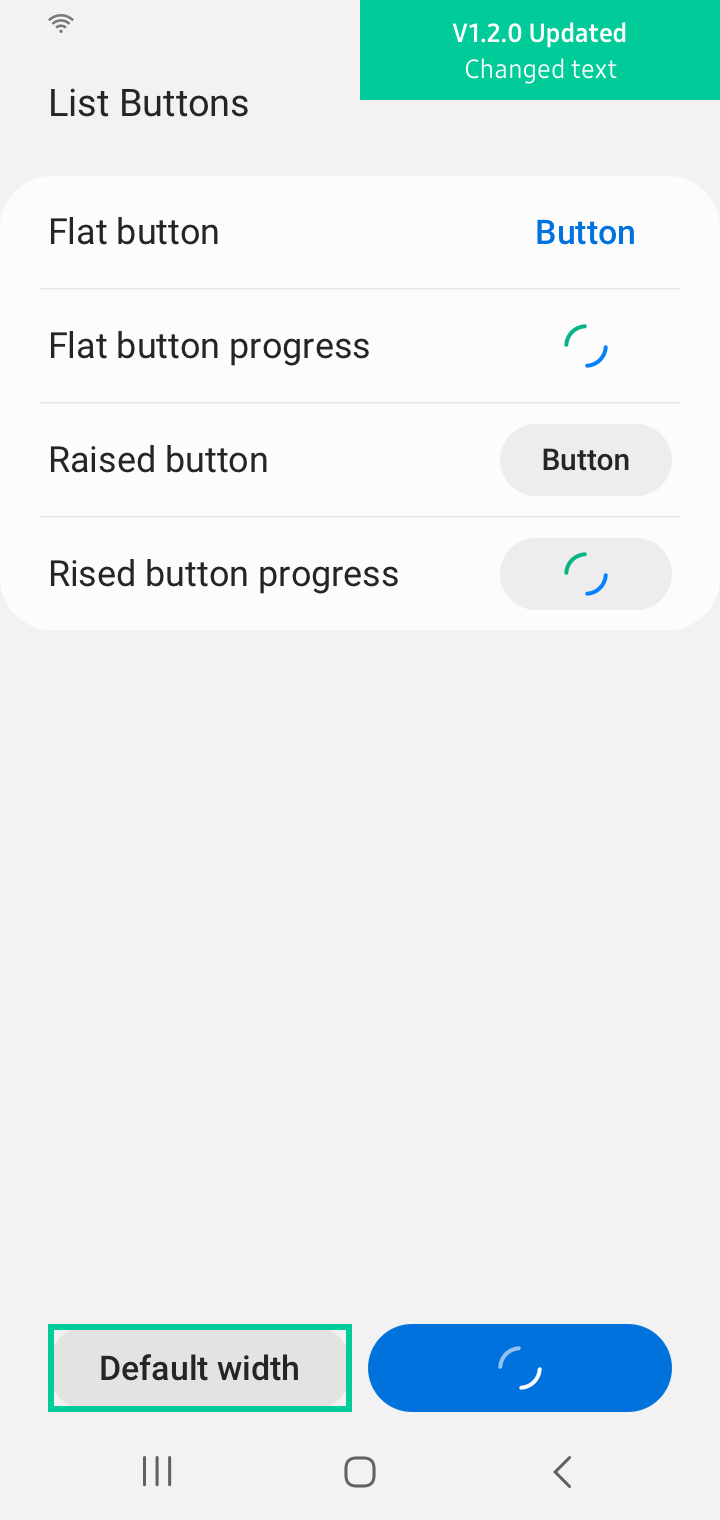 V1.2.0 Updated
Changed text
List Buttons
Flat button
Button
Flat button progress
Raised button
Button
Rised button progress
Default width